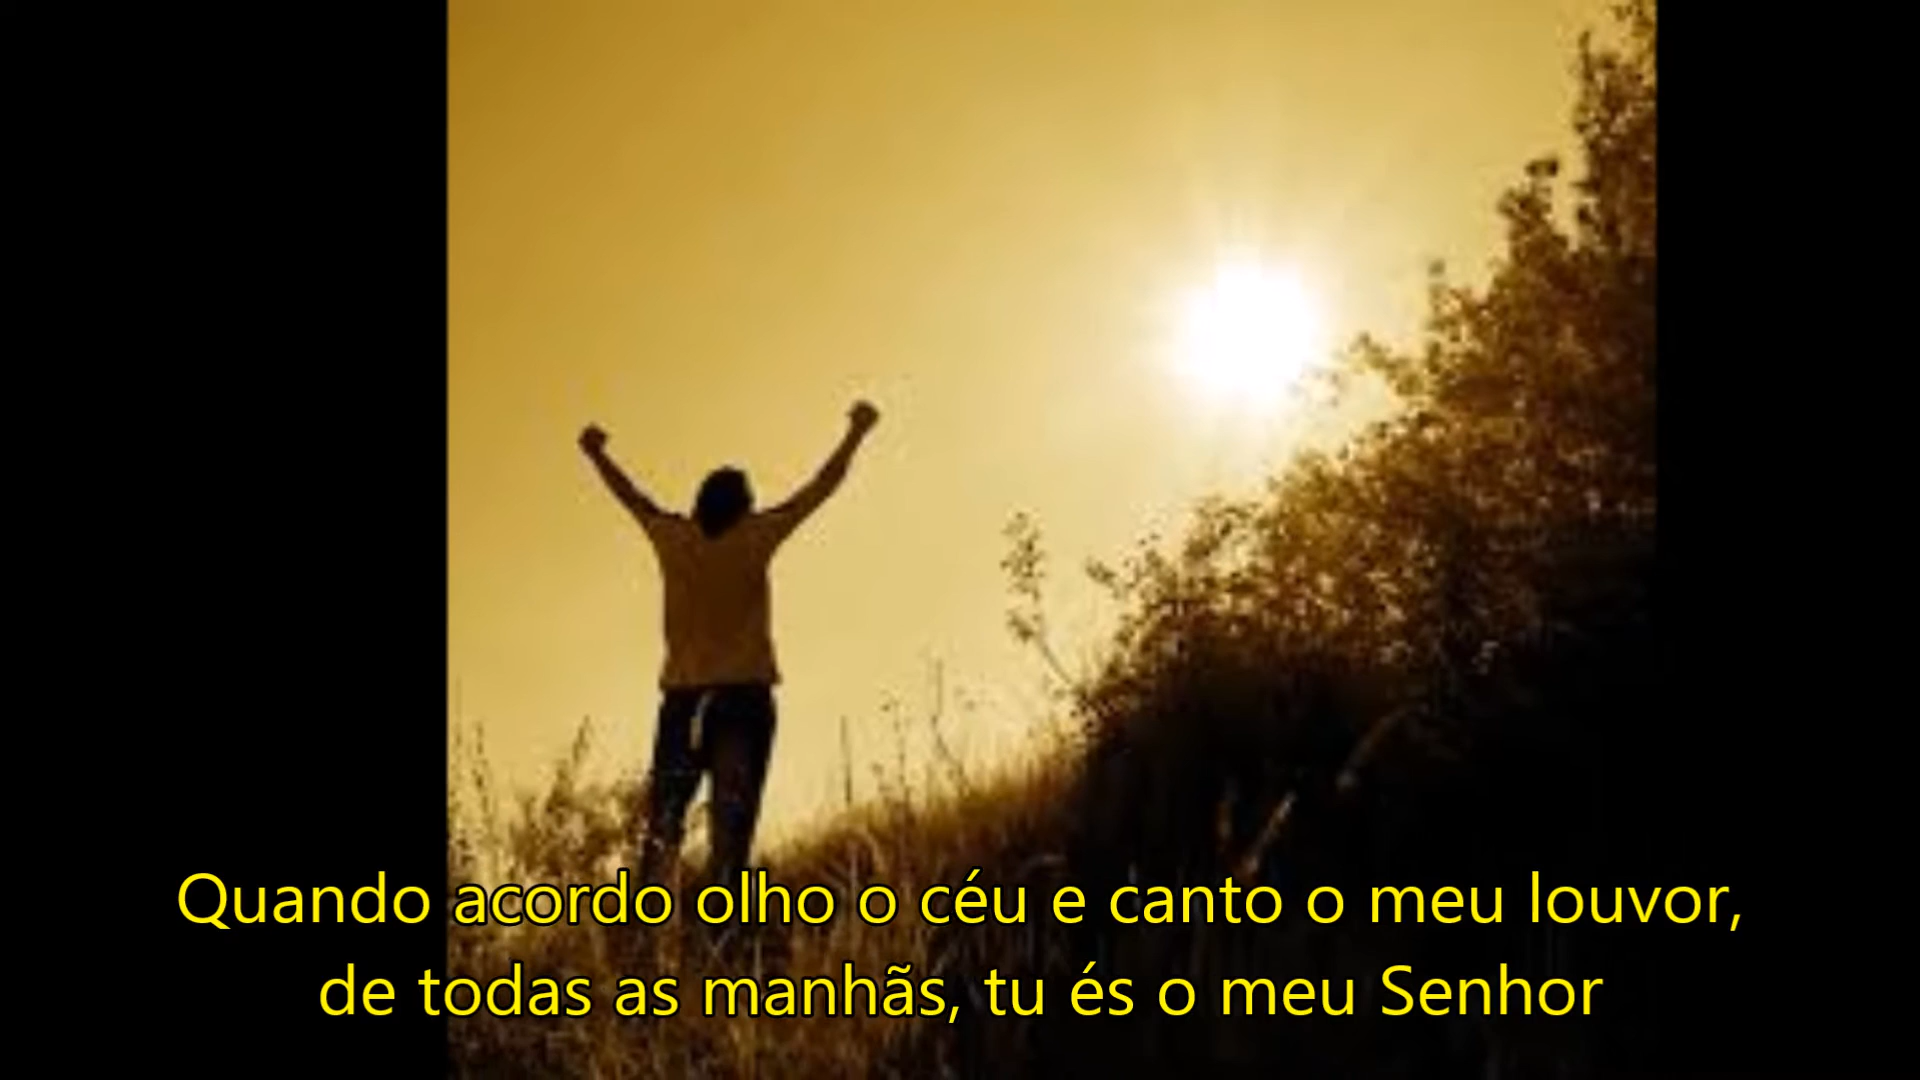 Quando acordo olho o céu e canto o meu louvor,
de todas as manhãs, tu és o meu Senhor